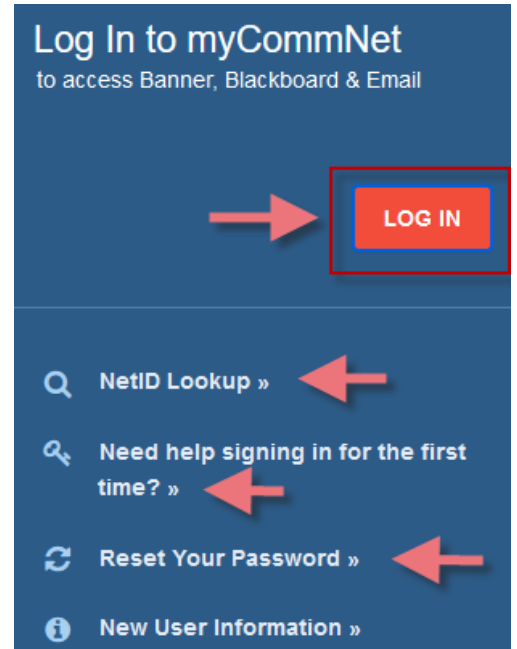 Log In to myCommNet
to access Banner, Blackboard & Email
LOG IN
NetID Lookup »
Need help signing in for the first
time? »
Reset Your Password »
New User Information »